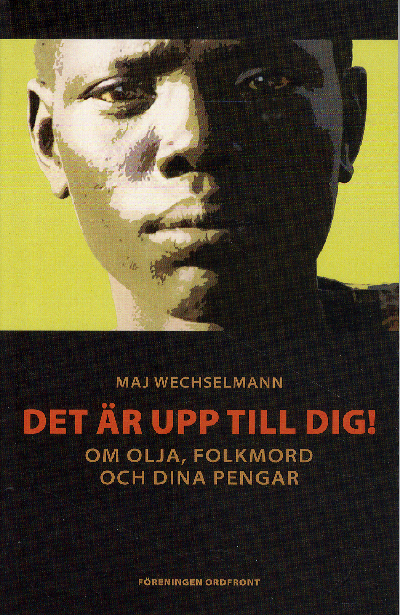 MAJ WECHSELMANN
DET ÄR UPP TILL DIG!
OM OLJA, FOLKMORD
OCH DINA PENGAR
FÖRENINGEN ORDFRONT